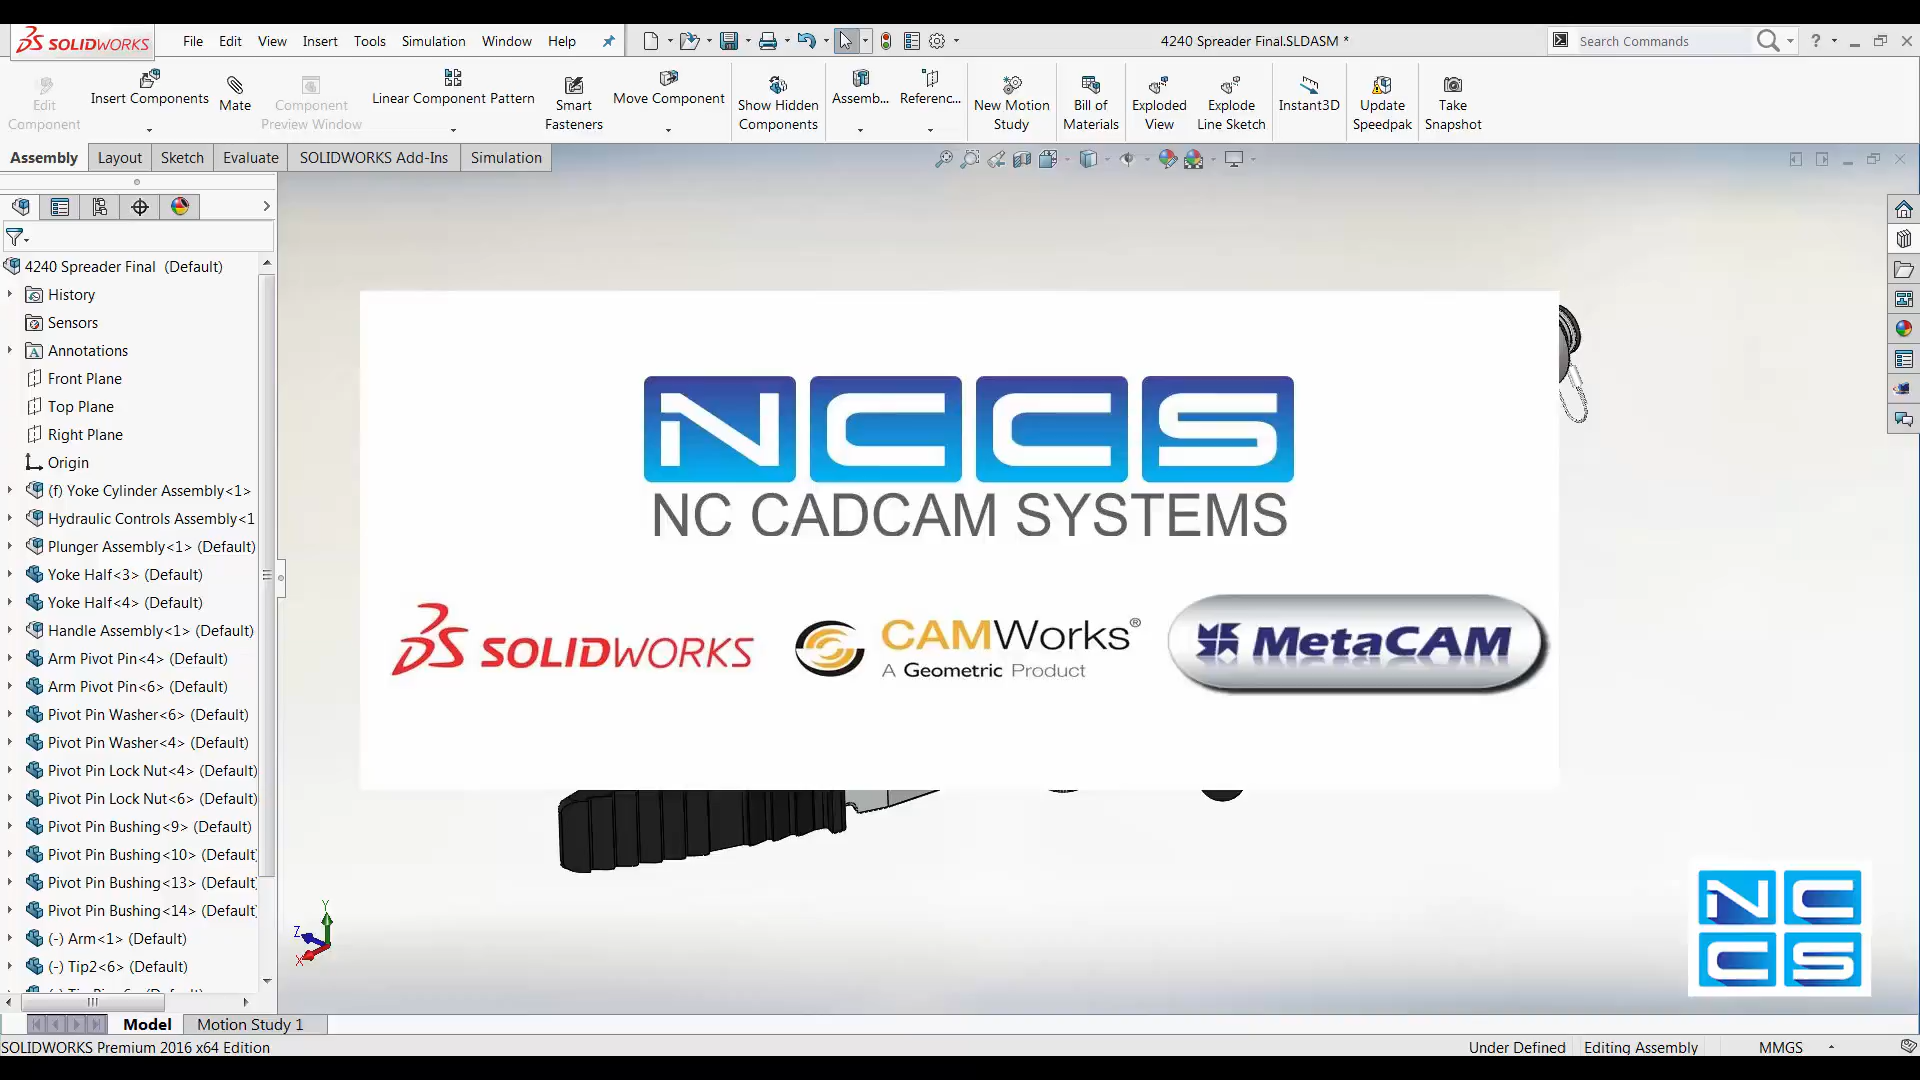 SOLIDWORKS
File Edit View Insert Tools Simulation Window Help
4240 Spreader Final.SLDASM *
Search Commands
?
Edit Component
Insert Components
Mate
Component Preview Window
Linear Component Pattern
Smart Fasteners
Move Component
Show Hidden Components
Assemb...
Referenc...
New Motion Study
Bill of Materials
Exploded View
Explode Line Sketch
Instant3D
Update Speedpak
Take Snapshot
Assembly Layout Sketch Evaluate SOLIDWORKS Add-Ins Simulation
4240 Spreader Final (Default)
History
Sensors
Annotations
Front Plane
Top Plane
Right Plane
Origin
(f) Yoke Cylinder Assembly<1>
Hydraulic Controls Assembly<1
Plunger Assembly<1> (Default)
Yoke Half<3> (Default)
Yoke Half<4> (Default)
Handle Assembly<1> (Default)
Arm Pivot Pin<4> (Default)
Arm Pivot Pin<6> (Default)
Pivot Pin Washer<6> (Default)
Pivot Pin Washer<4> (Default)
Pivot Pin Lock Nut<4> (Default)
Pivot Pin Lock Nut<6> (Default)
Pivot Pin Bushing<9> (Default)
Pivot Pin Bushing<10> (Default)
Pivot Pin Bushing<13> (Default)
Pivot Pin Bushing<14> (Default)
(-) Arm<1> (Default)
(-) Tip2<6> (Default)
NCCS
NC CADCAM SYSTEMS
SOLIDWORKS
CAMWorks®
A Geometric Product
MetaCAM
Y
Z
X
NC
CS
Model Motion Study 1
SOLIDWORKS Premium 2016 x64 Edition
Under Defined Editing Assembly MMGS